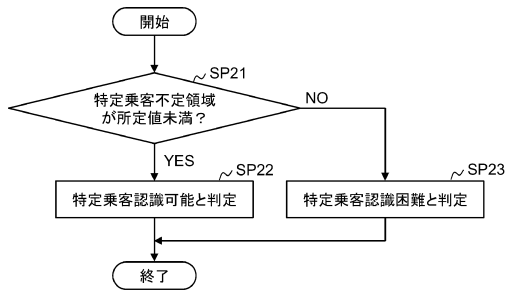 開始
SP21
特定乗客不定領域
が所定値未満？
NO
YES
SP22
SP23
特定乗客認識可能と判定
特定乗客認識困難と判定
終了